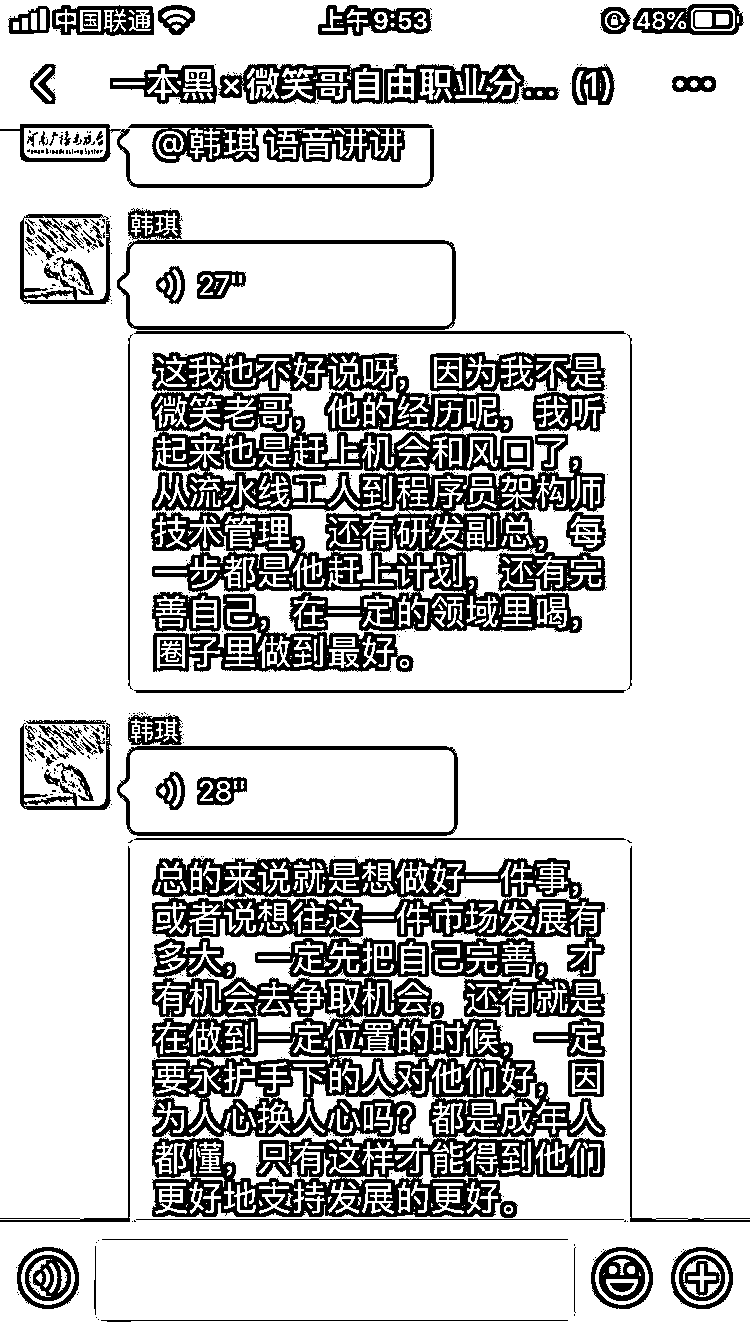 中国联通 上午9:53 48%
一本黑×微笑哥自由职业分... (1)
河南广播电视台
@韩琪 语音讲讲
韩琪
27"
这我也不好说呀，因为我不是
微笑老哥，他的经历呢，我听
起来也是赶上机会和风口了，
从流水线工人到程序员架构师
技术管理，还有研发副总，每
一步都是他赶上计划，还有完
善自己，在一定的领域里喝，
圈子里做到最好。
韩琪
28"
总的来说就是想做好一件事，
或者说想往这一件市场发展有
多大，一定先把自己完善，才
有机会去争取机会，还有就是
在做到一定位置的时候，一定
要永护手下的人对他们好，因
为人心换人心吗？都是成年人
都懂，只有这样才能得到他们
更好地支持发展的更好。